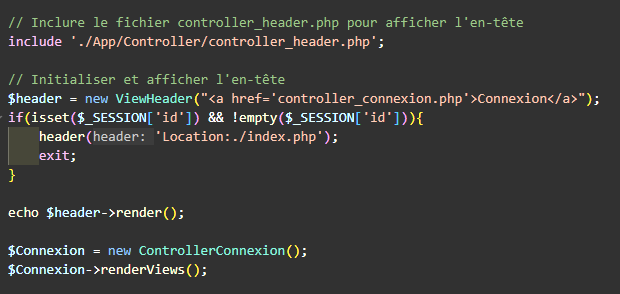 // Inclure le fichier controller_header.php pour afficher l'en-tête
include './App/Controller/controller_header.php';
// Initialiser et afficher l'en-tête
$header = new ViewHeader("<a href='controller_connexion.php'>Connexion</a>");
if(isset($_SESSION['id']) && !empty($_SESSION['id'])){
header(header: 'Location:./index.php');
exit;
}
echo $header->render();
$Connexion = new ControllerConnexion();
$Connexion->renderViews();